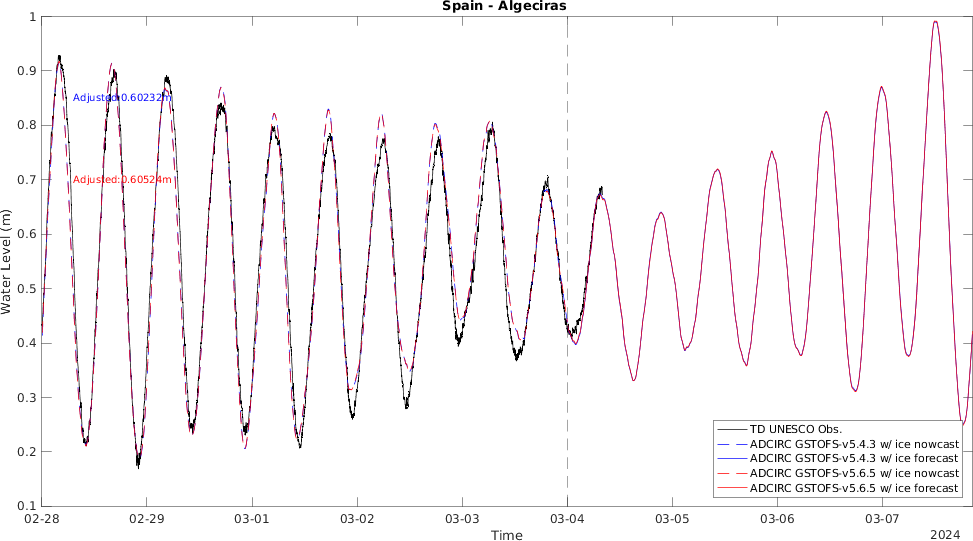 Spain - Algeciras
1
0.9
0.8
0.7
0.6
0.5
0.4
0.3
0.2
0.1
Water Level (m)
Adjusted:0.60232m
Adjusted:0.60524m
TD UNESCO Obs.
ADCIRC GSTOFS-v5.4.3 w/ ice nowcast
ADCIRC GSTOFS-v5.4.3 w/ ice forecast
ADCIRC GSTOFS-v5.6.5 w/ ice nowcast
ADCIRC GSTOFS-v5.6.5 w/ ice forecast
02-28 02-29 03-01 03-02 03-03 03-04 03-05 03-06 03-07
Time
2024